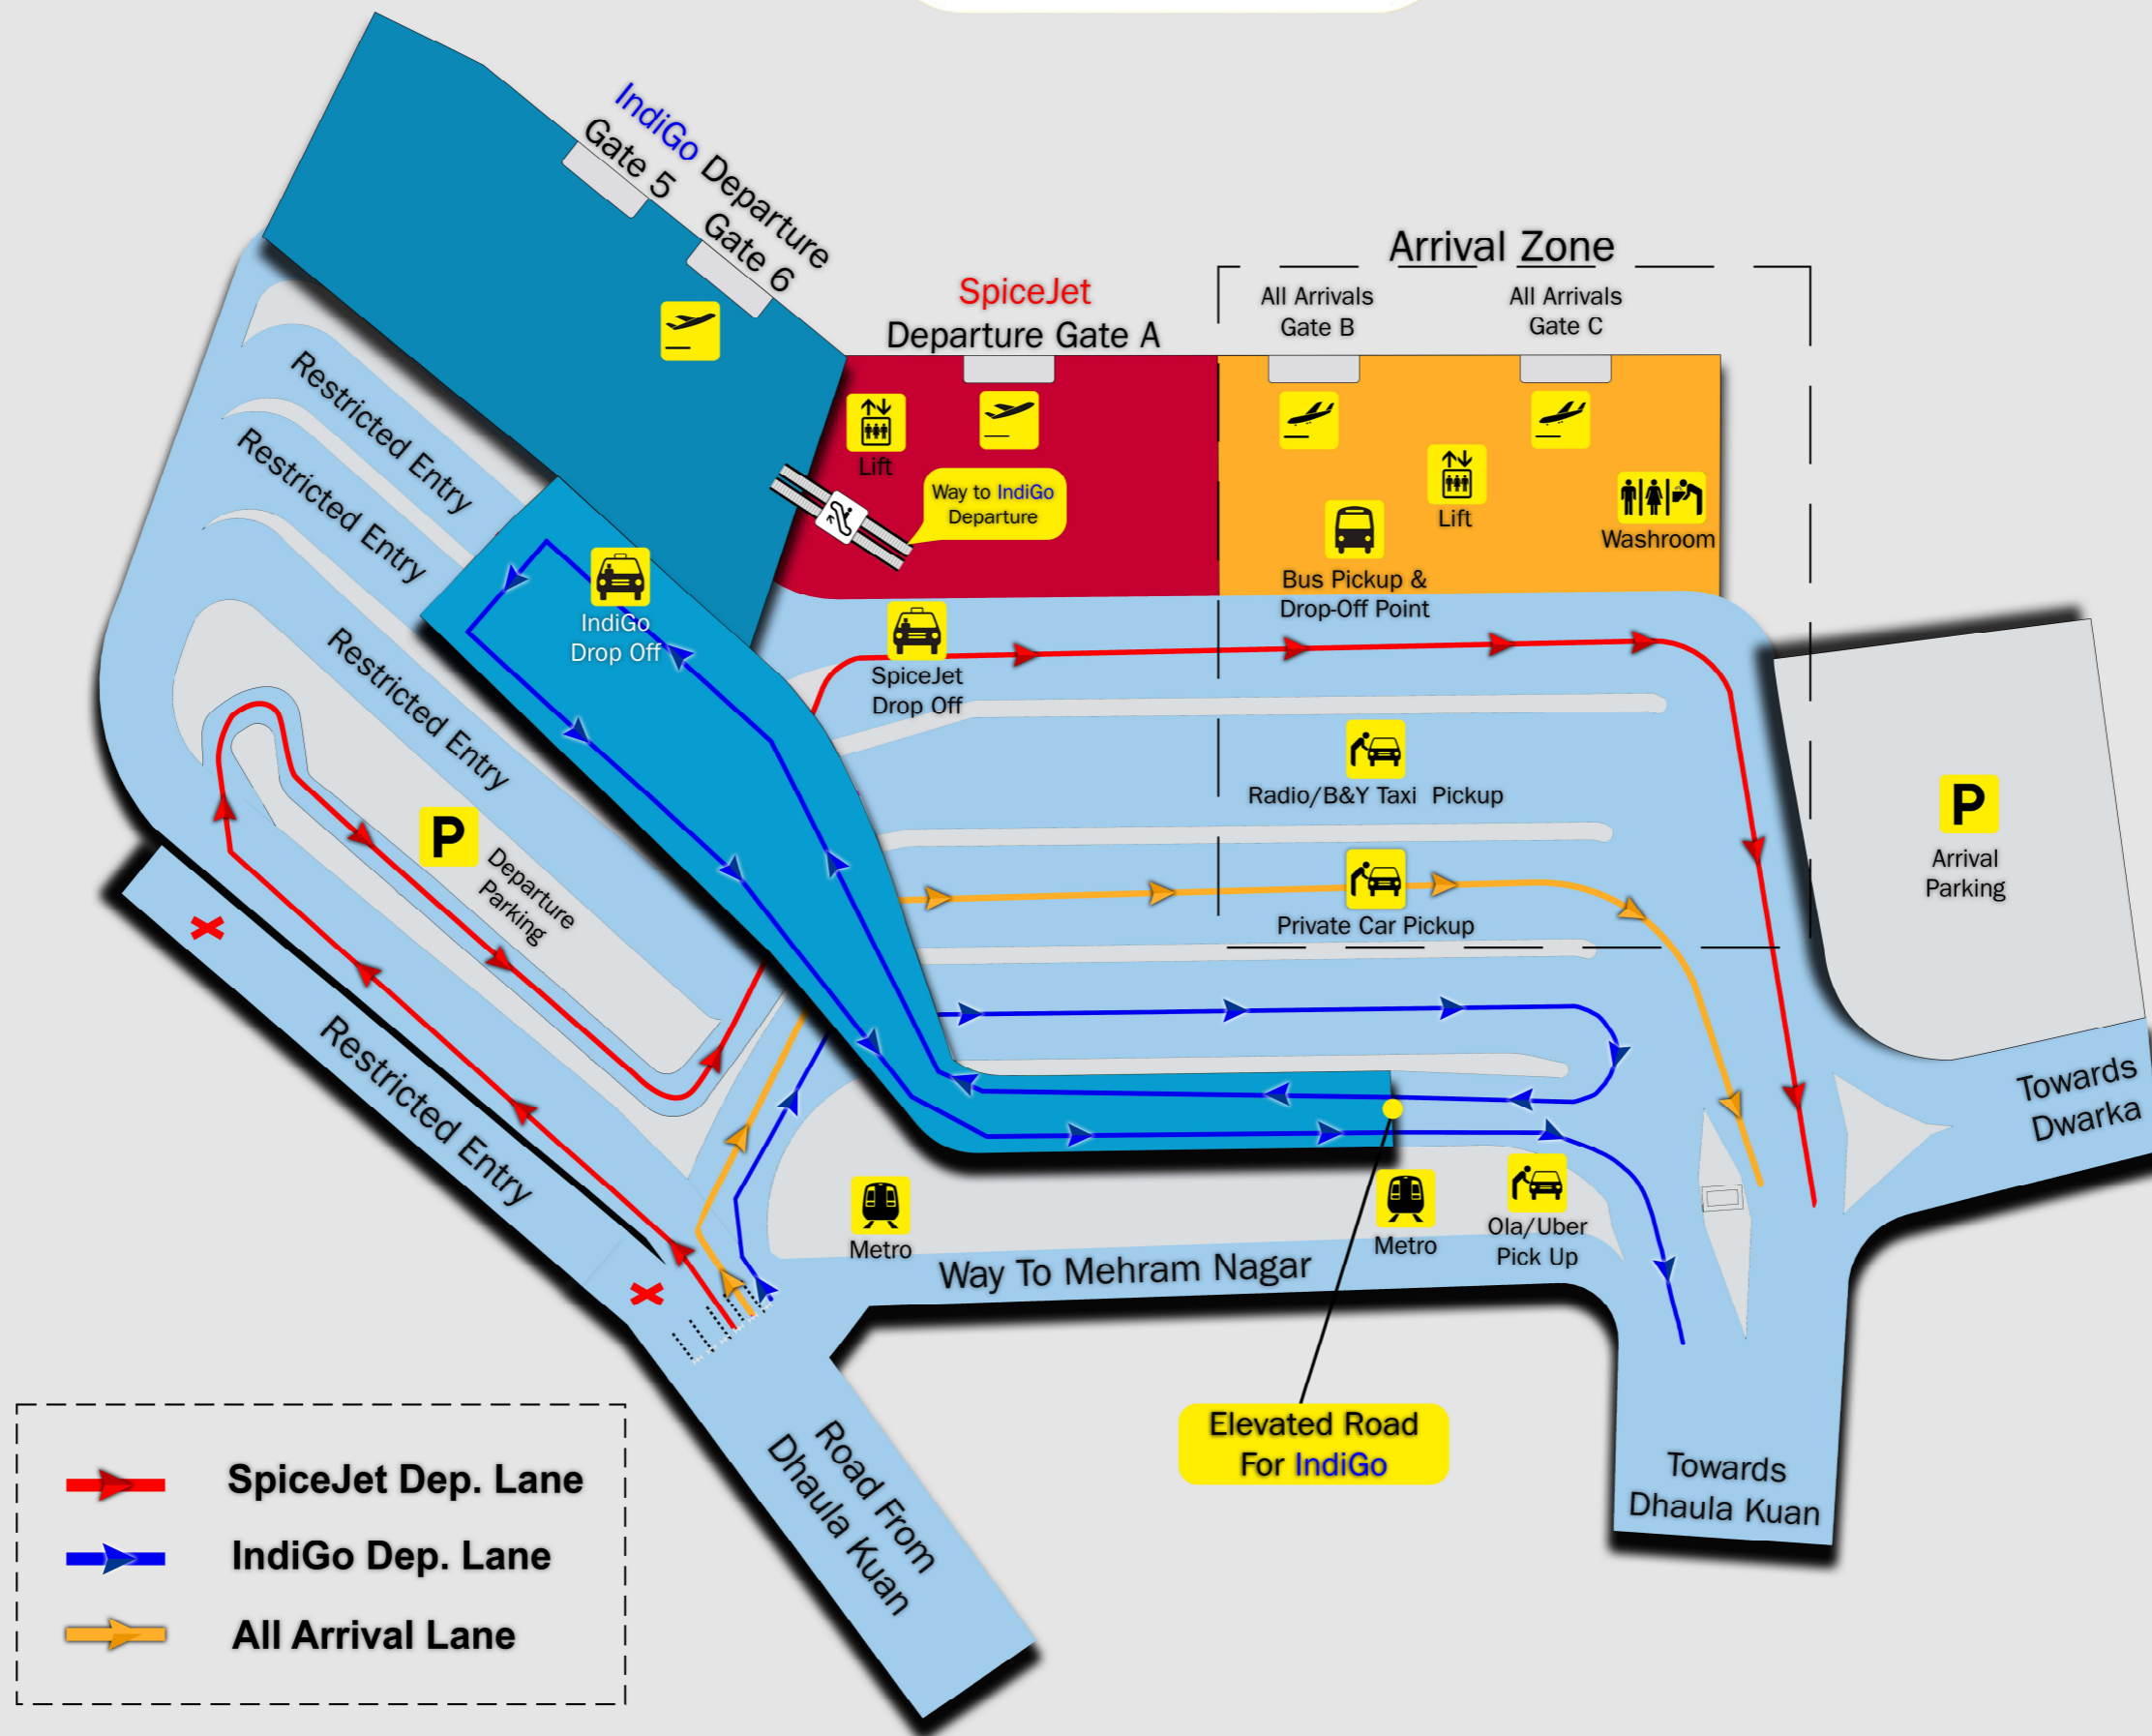 IndiGo Departure
Gate 5
Gate 6
SpiceJet
Departure Gate A
Arrival Zone
All Arrivals
Gate B
All Arrivals
Gate C
Restricted Entry
Restricted Entry
Restricted Entry
Lift
Way to IndiGo
Departure
Lift
Washroom
Bus Pickup &
Drop-Off Point
IndiGo
Drop Off
SpiceJet
Drop Off
Radio/B&Y Taxi Pickup
P
Departure
Parking
P
Arrival
Parking
Private Car Pickup
Restricted Entry
Towards
Dwarka
Metro
Metro
Ola/Uber
Pick Up
Way To Mehram Nagar
Elevated Road
For IndiGo
Road From
Dhaula Kuan
Towards
Dhaula Kuan
SpiceJet Dep. Lane
IndiGo Dep. Lane
All Arrival Lane